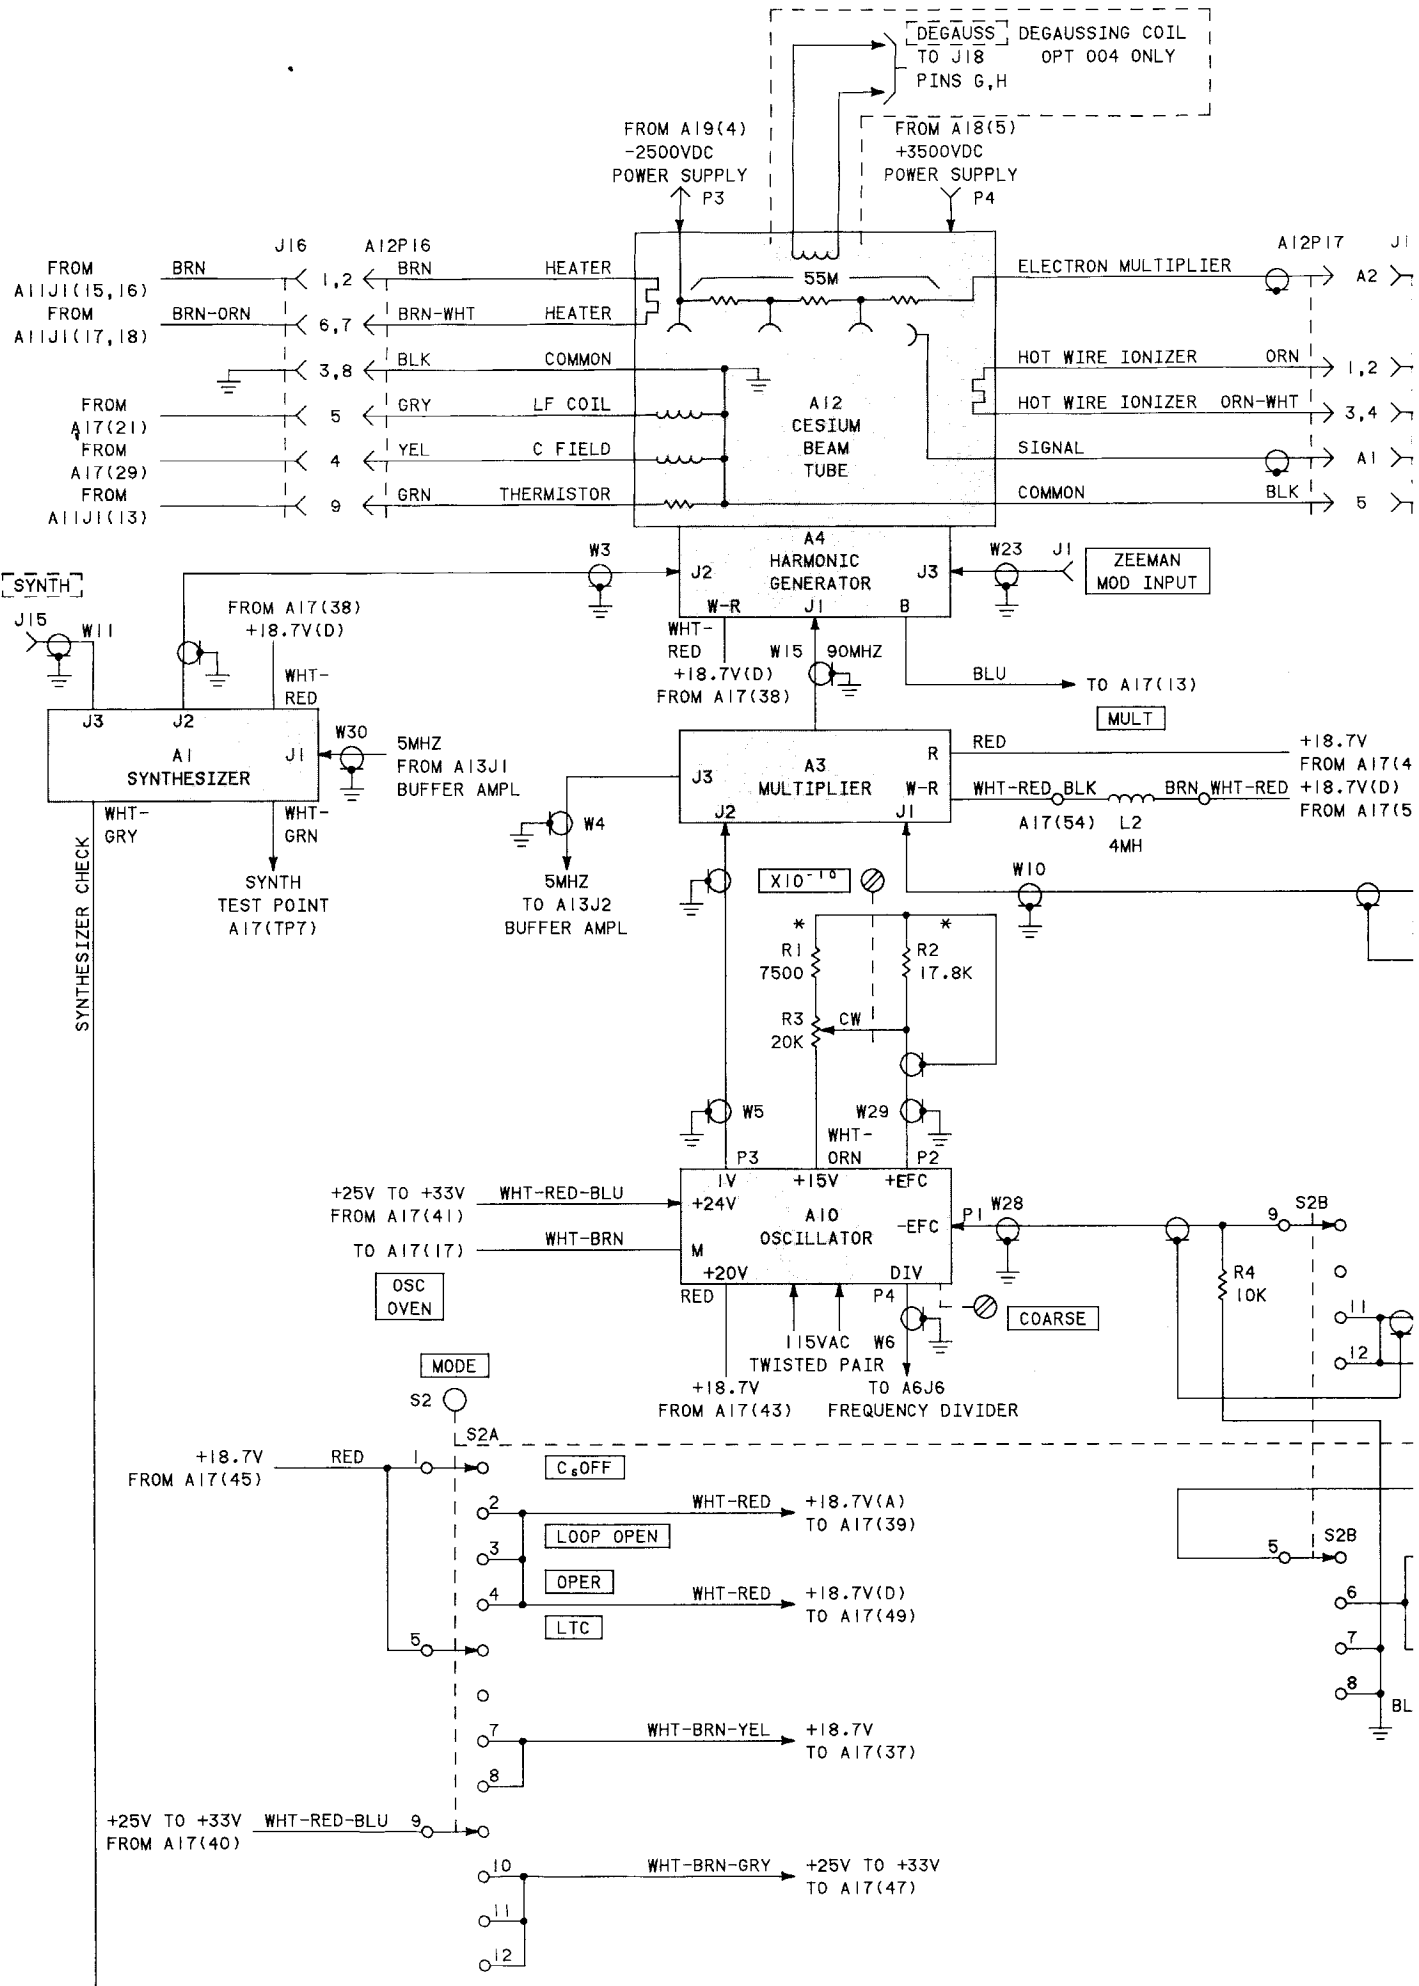 DEGAUSS DEGAUSSING COIL
TO J18 OPT 004 ONLY
PINS G,H
FROM A19(4)
-2500VDC
POWER SUPPLY
P3
FROM A18(5)
+3500VDC
POWER SUPPLY
P4
J16 A12P16
FROM
A11J1(15,16)
BRN 1,2 BRN HEATER
FROM
A11J1(17,18)
BRN-ORN 6,7 BRN-WHT HEATER
3,8 BLK COMMON
FROM
A17(21)
5 GRY LF COIL
FROM
A17(29)
4 YEL C FIELD
FROM
A11J1(13)
9 GRN THERMISTOR
55M
A12
CESIUM
BEAM
TUBE
A12P17
ELECTRON MULTIPLIER A2
HOT WIRE IONIZER ORN 1,2
HOT WIRE IONIZER ORN-WHT 3,4
SIGNAL A1
COMMON BLK 5
A4
HARMONIC
GENERATOR
J2 J3
W-R J1 B
W3
W23 J1
ZEEMAN
MOD INPUT
SYNTH
J15
W11
FROM A17(38)
+18.7V(D)
WHT-
RED
WHT-
RED
+18.7V(D)
FROM A17(38)
W15 90MHZ
BLU TO A17(13)
MULT
J3 J2
A1
SYNTHESIZER
J1
W30
5MHZ
FROM A13J1
BUFFER AMPL
WHT-
GRY
WHT-
GRN
SYNTHESIZER CHECK
SYNTH
TEST POINT
A17(TP7)
A3
MULTIPLIER
J3 R
W-R
J2 J1
RED +18.7V
FROM A17(4
WHT-RED BLK BRN WHT-RED +18.7V(D)
FROM A17(5
A17(54) L2
4MH
W4
5MHZ
TO A13J2
BUFFER AMPL
X10-10
W10
* *
R1
7500
R2
17.8K
R3
20K
CW
W5
W29
WHT-
ORN
P3 P2
1V +15V +EFC
+24V A10
OSCILLATOR
-EFC
M
+20V DIV
+25V TO +33V
FROM A17(41)
WHT-RED-BLU
TO A17(17) WHT-BRN
OSC
OVEN
P1 W28
9 S2B
R4
10K
11
12
RED P4
115VAC W6
TWISTED PAIR
COARSE
+18.7V
FROM A17(43)
TO A6J6
FREQUENCY DIVIDER
MODE
S2
S2A
+18.7V
FROM A17(45)
RED 1
CsOFF
2 WHT-RED +18.7V(A)
TO A17(39)
LOOP OPEN
3
OPER
4 WHT-RED +18.7V(D)
TO A17(49)
LTC
5
7 WHT-BRN-YEL +18.7V
TO A17(37)
8
+25V TO +33V
FROM A17(40)
WHT-RED-BLU 9
10 WHT-BRN-GRY +25V TO +33V
TO A17(47)
11
12
5 S2B
6
7
8
BL